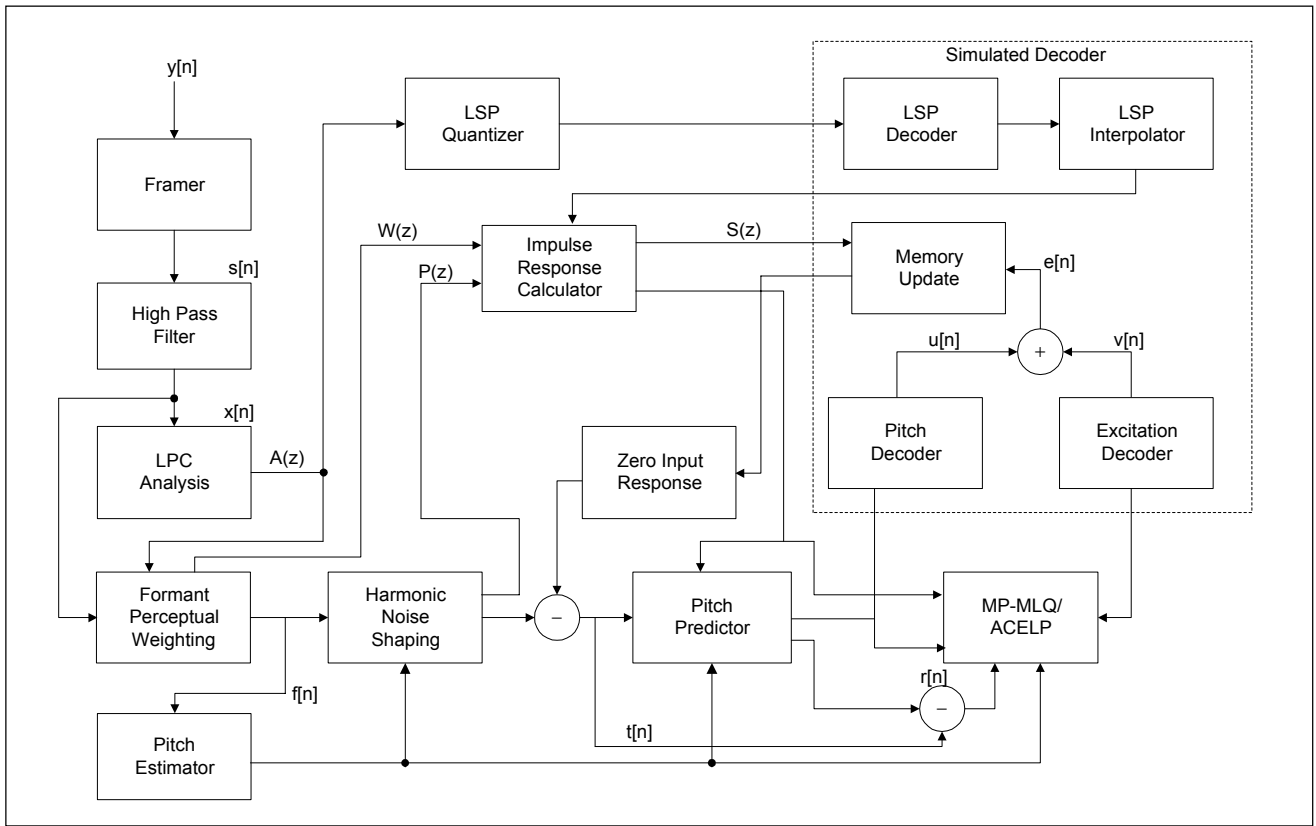 Simulated Decoder
y[n]
LSP
Quantizer
LSP
Decoder
LSP
Interpolator
Framer
W(z)
S(z)
Impulse
Response
Calculator
Memory
Update
e[n]
s[n]
P(z)
High Pass
Filter
u[n]
+
v[n]
x[n]
LPC
Analysis
A(z)
Zero Input
Response
Pitch
Decoder
Excitation
Decoder
Formant
Perceptual
Weighting
Harmonic
Noise
Shaping
-
Pitch
Predictor
MP-MLQ/
ACELP
f[n]
r[n]
-
t[n]
Pitch
Estimator